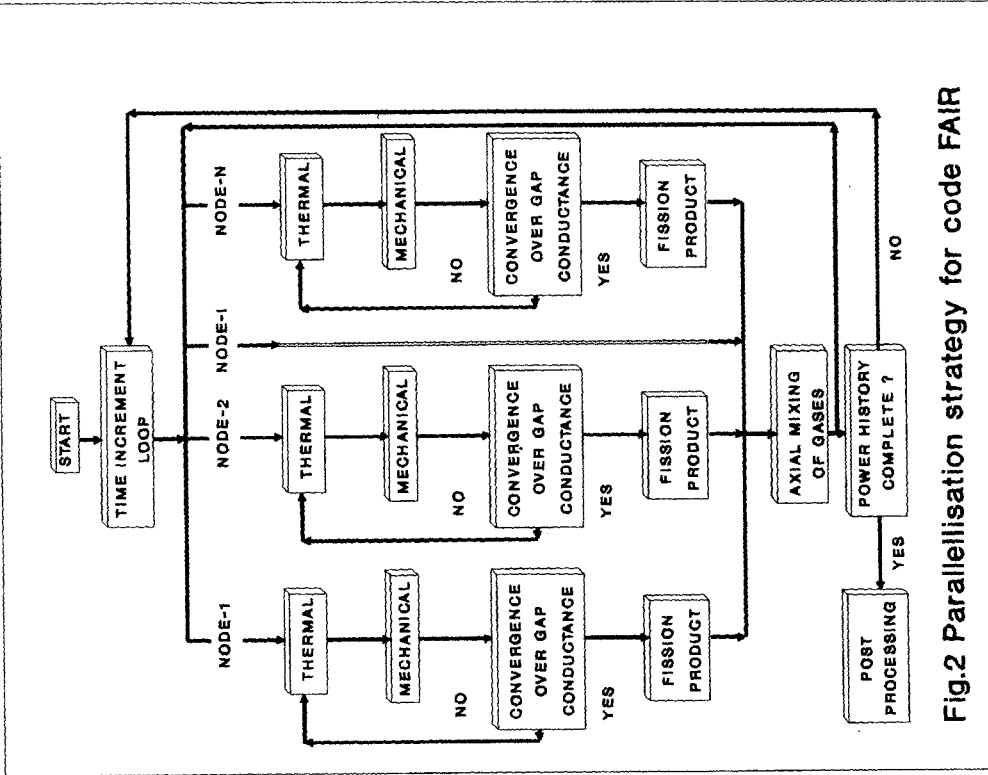 START
TIME INCREMENT
LOOP
NODE-1
NODE-2
NODE-I
NODE-N
THERMAL
MECHANICAL
NO
CONVERGENCE
OVER GAP
CONDUCTANCE
YES
FISSION
PRODUCT
THERMAL
MECHANICAL
NO
CONVERGENCE
OVER GAP
CONDUCTANCE
YES
FISSION
PRODUCT
THERMAL
MECHANICAL
NO
CONVERGENCE
OVER GAP
CONDUCTANCE
YES
FISSION
PRODUCT
AXIAL MIXING
OF GASES
POWER HISTORY
COMPLETE ?
NO
YES
POST
PROCESSING
Fig.2 Parallellisation strategy for code FAIR